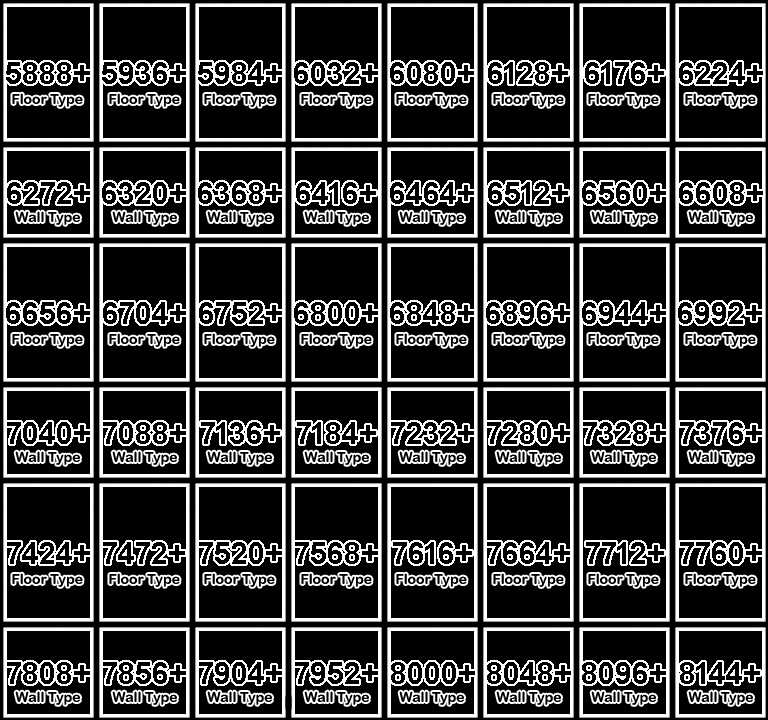 5888+ 5936+ 5984+ 6032+ 6080+ 6128+ 6176+ 6224+
Floor Type Floor Type Floor Type Floor Type Floor Type Floor Type Floor Type Floor Type
6272+ 6320+ 6368+ 6416+ 6464+ 6512+ 6560+ 6608+
Wall Type Wall Type Wall Type Wall Type Wall Type Wall Type Wall Type Wall Type
6656+ 6704+ 6752+ 6800+ 6848+ 6896+ 6944+ 6992+
Floor Type Floor Type Floor Type Floor Type Floor Type Floor Type Floor Type Floor Type
7040+ 7088+ 7136+ 7184+ 7232+ 7280+ 7328+ 7376+
Wall Type Wall Type Wall Type Wall Type Wall Type Wall Type Wall Type Wall Type
7424+ 7472+ 7520+ 7568+ 7616+ 7664+ 7712+ 7760+
Floor Type Floor Type Floor Type Floor Type Floor Type Floor Type Floor Type Floor Type
7808+ 7856+ 7904+ 7952+ 8000+ 8048+ 8096+ 8144+
Wall Type Wall Type Wall Type Wall Type Wall Type Wall Type Wall Type Wall Type